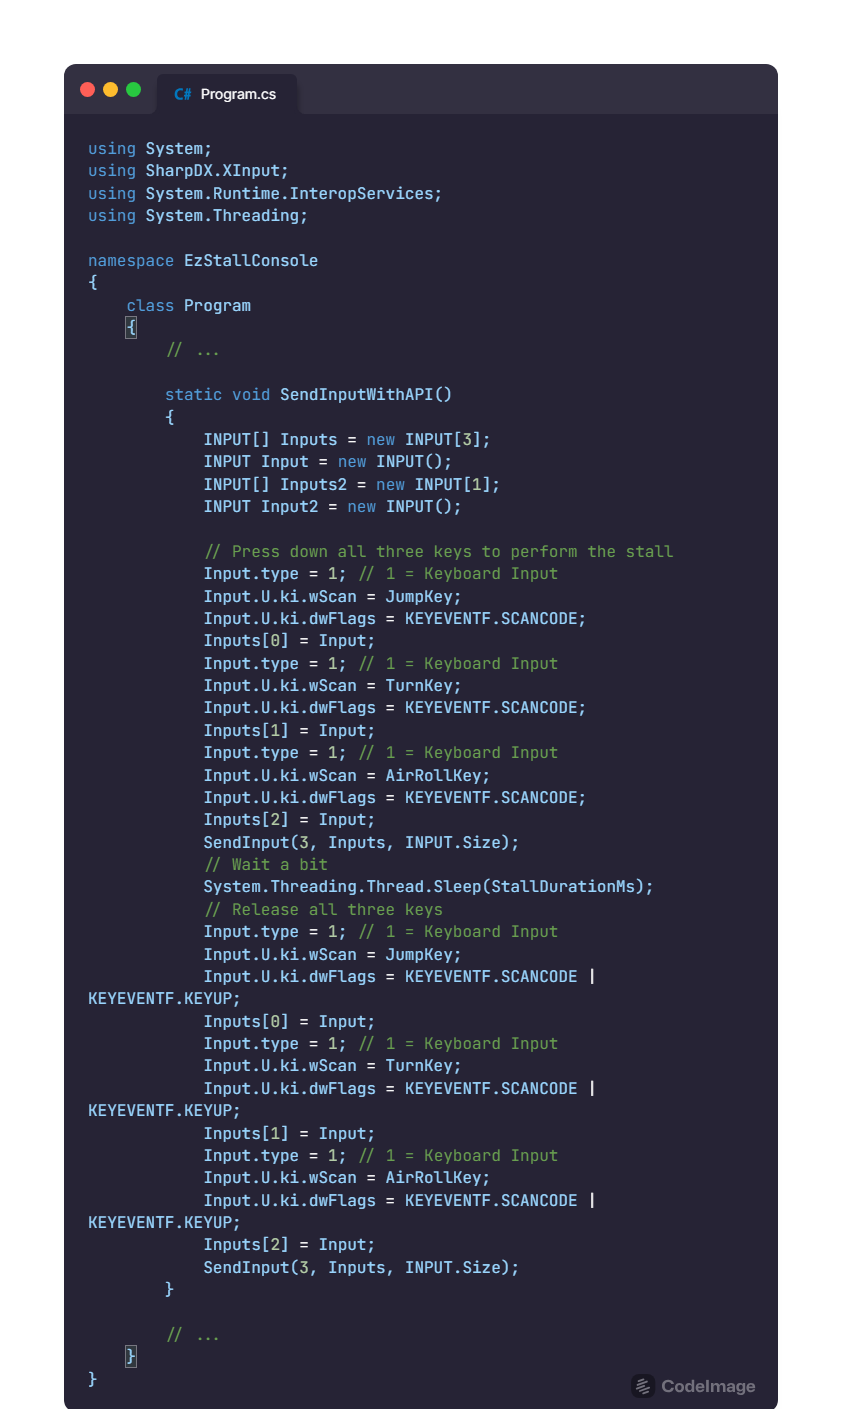 C# Program.cs
using System;
using SharpDX.XInput;
using System.Runtime.InteropServices;
using System.Threading;
namespace EzStallConsole
{
class Program
{
// ...
static void SendInputWithAPI()
{
INPUT[] Inputs = new INPUT[3];
INPUT Input = new INPUT();
INPUT[] Inputs2 = new INPUT[1];
INPUT Input2 = new INPUT();
// Press down all three keys to perform the stall
Input.type = 1; // 1 = Keyboard Input
Input.U.ki.wScan = JumpKey;
Input.U.ki.dwFlags = KEYEVENTF.SCANCODE;
Inputs[0] = Input;
Input.type = 1; // 1 = Keyboard Input
Input.U.ki.wScan = TurnKey;
Input.U.ki.dwFlags = KEYEVENTF.SCANCODE;
Inputs[1] = Input;
Input.type = 1; // 1 = Keyboard Input
Input.U.ki.wScan = AirRollKey;
Input.U.ki.dwFlags = KEYEVENTF.SCANCODE;
Inputs[2] = Input;
SendInput(3, Inputs, INPUT.Size);
// Wait a bit
System.Threading.Thread.Sleep(StallDurationMs);
// Release all three keys
Input.type = 1; // 1 = Keyboard Input
Input.U.ki.wScan = JumpKey;
Input.U.ki.dwFlags = KEYEVENTF.SCANCODE |
KEYEVENTF.KEYUP;
Inputs[0] = Input;
Input.type = 1; // 1 = Keyboard Input
Input.U.ki.wScan = TurnKey;
Input.U.ki.dwFlags = KEYEVENTF.SCANCODE |
KEYEVENTF.KEYUP;
Inputs[1] = Input;
Input.type = 1; // 1 = Keyboard Input
Input.U.ki.wScan = AirRollKey;
Input.U.ki.dwFlags = KEYEVENTF.SCANCODE |
KEYEVENTF.KEYUP;
Inputs[2] = Input;
SendInput(3, Inputs, INPUT.Size);
}
// ...
}
}
CodeImage